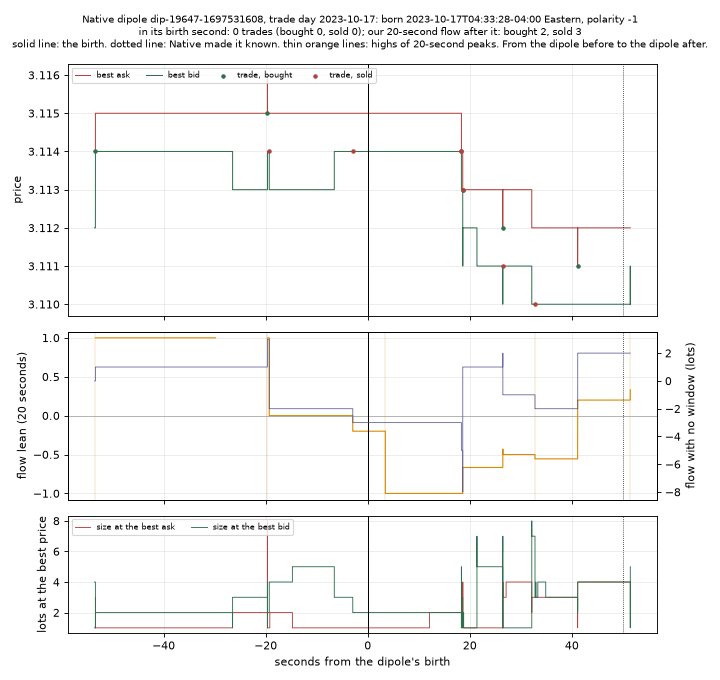 Native dipole dip-19647-1697531608, trade day 2023-10-17: born 2023-10-17T04:33:28-04:00 Eastern, polarity -1
in its birth second: 0 trades (bought 0, sold 0); our 20-second flow after it: bought 2, sold 3
solid line: the birth. dotted line: Native made it known. thin orange lines: highs of 20-second peaks. From the dipole before to the dipole after.
best ask best bid trade, bought trade, sold
3.116
3.115
3.114
3.113
3.112
3.111
3.110
price
1.0
0.5
0.0
−0.5
−1.0
flow lean (20 seconds)
2
0
−2
−4
−6
−8
flow with no window (lots)
size at the best ask size at the best bid
8
6
4
2
lots at the best price
−40 −20 0 20 40
seconds from the dipole's birth